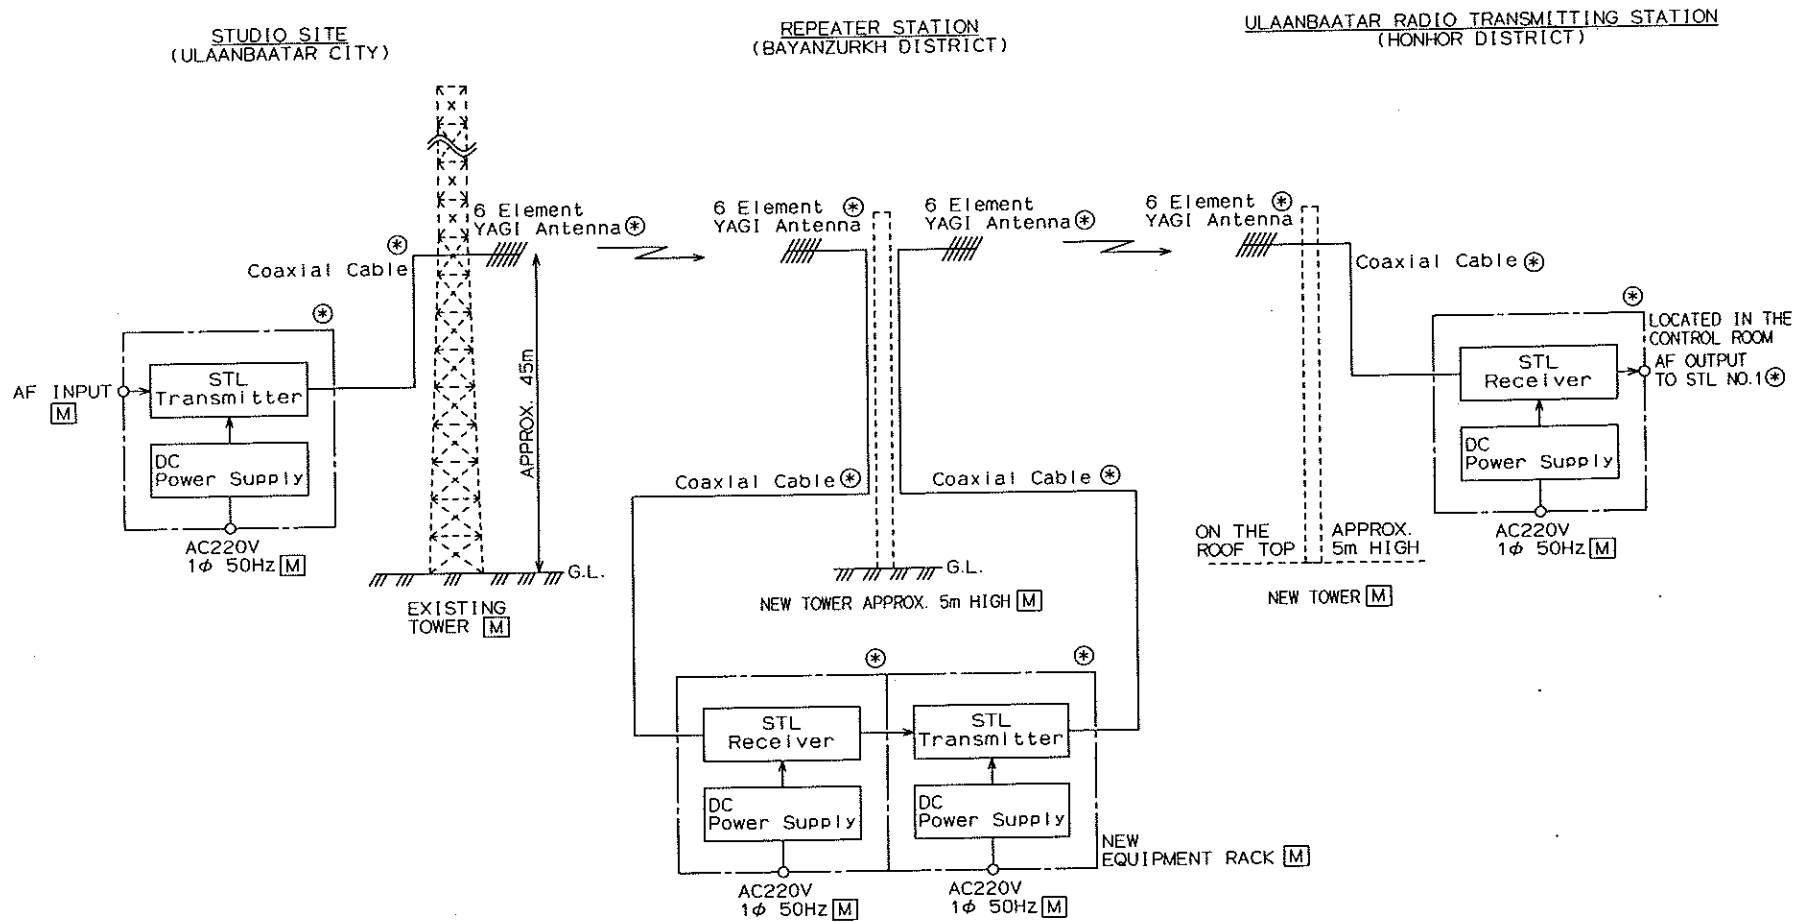 STUDIO SITE
(ULAANBAATAR CITY)
REPEATER STATION
(BAYANZURKH DISTRICT)
ULAANBAATAR RADIO TRANSMITTING STATION
(HONHOR DISTRICT)
6 Element
YAGI Antenna *
Coaxial Cable *
*
AF INPUT
M
STL
Transmitter
DC
Power Supply
AC220V
1φ 50Hz M
APPROX. 45m
G.L.
EXISTING
TOWER M
6 Element *
YAGI Antenna
6 Element
YAGI Antenna *
Coaxial Cable *
Coaxial Cable *
G.L.
NEW TOWER APPROX. 5m HIGH M
*
*
STL
Receiver
STL
Transmitter
DC
Power Supply
DC
Power Supply
NEW
EQUIPMENT RACK M
AC220V
1φ 50Hz M
AC220V
1φ 50Hz M
6 Element *
YAGI Antenna
Coaxial Cable *
*
LOCATED IN THE
CONTROL ROOM
AF OUTPUT
TO STL NO.1 *
STL
Receiver
DC
Power Supply
AC220V
1φ 50Hz M
ON THE
ROOF TOP
APPROX.
5m HIGH
NEW TOWER M